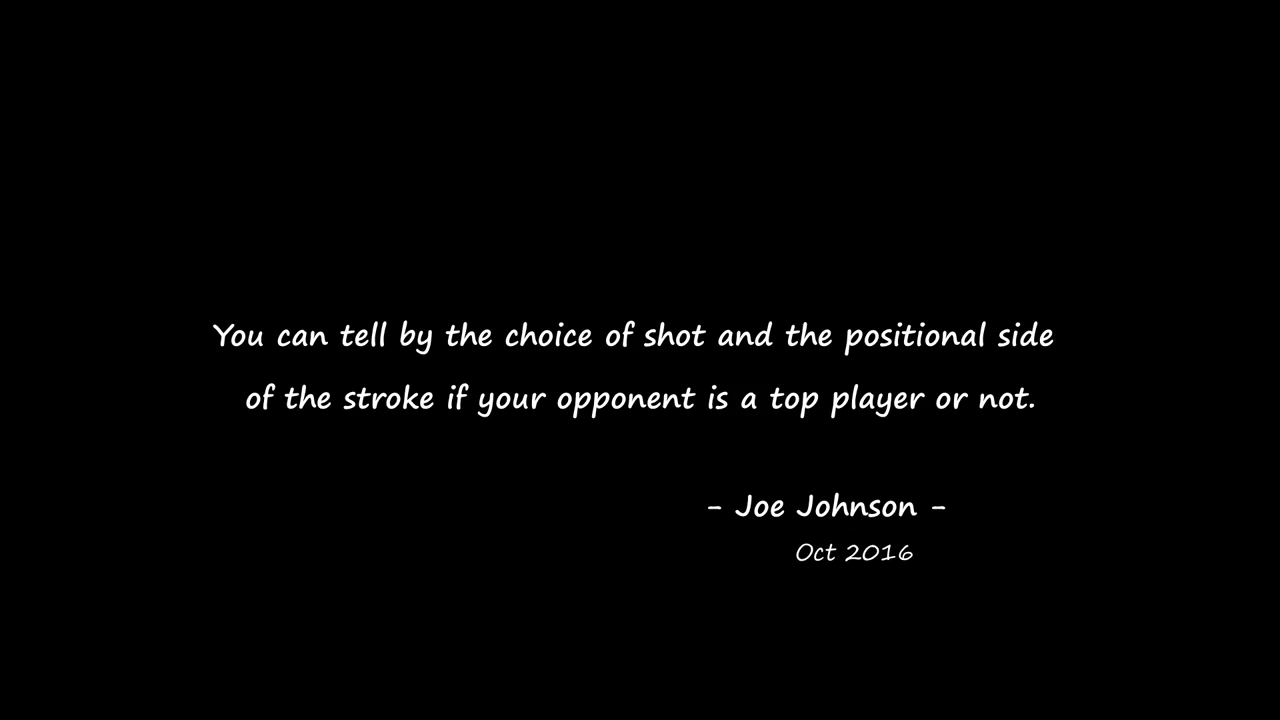 You can tell by the choice of shot and the positional side
of the stroke if your opponent is a top player or not.
- Joe Johnson -
Oct 2016